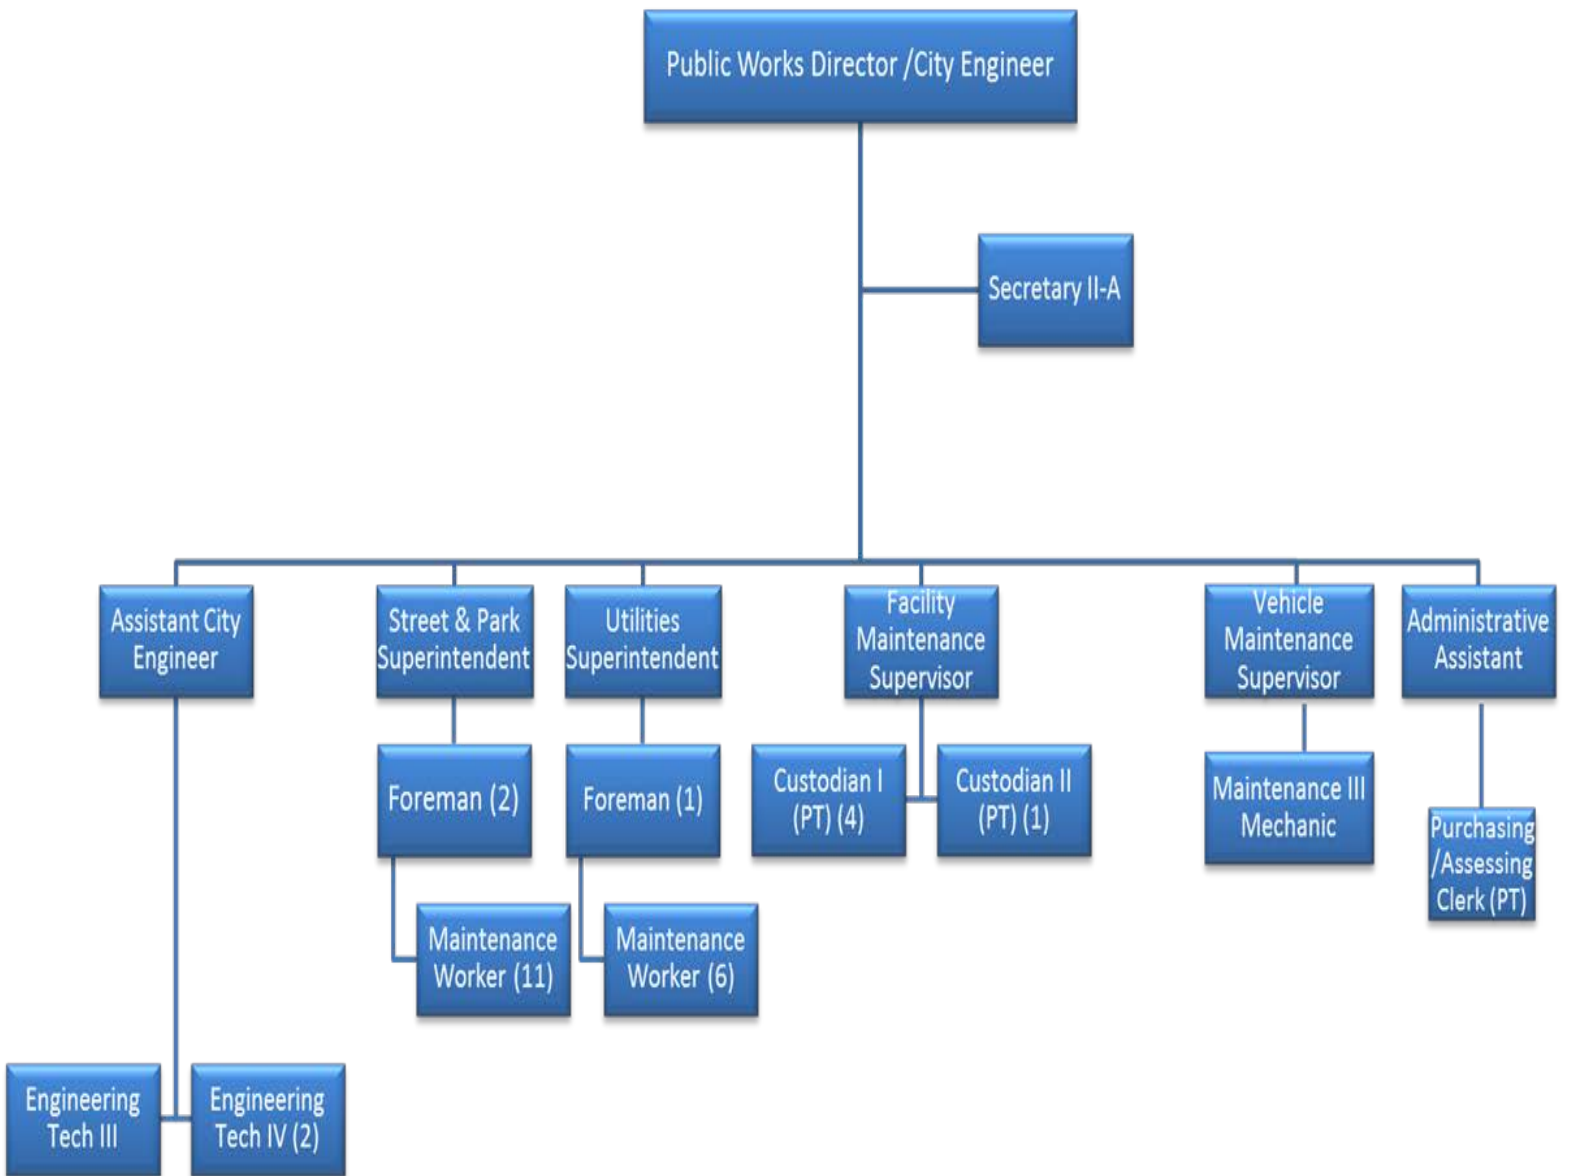 Public Works Director /City Engineer
Secretary II-A
Assistant City
Engineer
Street & Park
Superintendent
Utilities
Superintendent
Facility
Maintenance
Supervisor
Vehicle
Maintenance
Supervisor
Administrative
Assistant
Foreman (2)
Foreman (1)
Custodian I
(PT) (4)
Custodian II
(PT) (1)
Maintenance III
Mechanic
Purchasing
/Assessing
Clerk (PT)
Maintenance
Worker (11)
Maintenance
Worker (6)
Engineering
Tech III
Engineering
Tech IV (2)